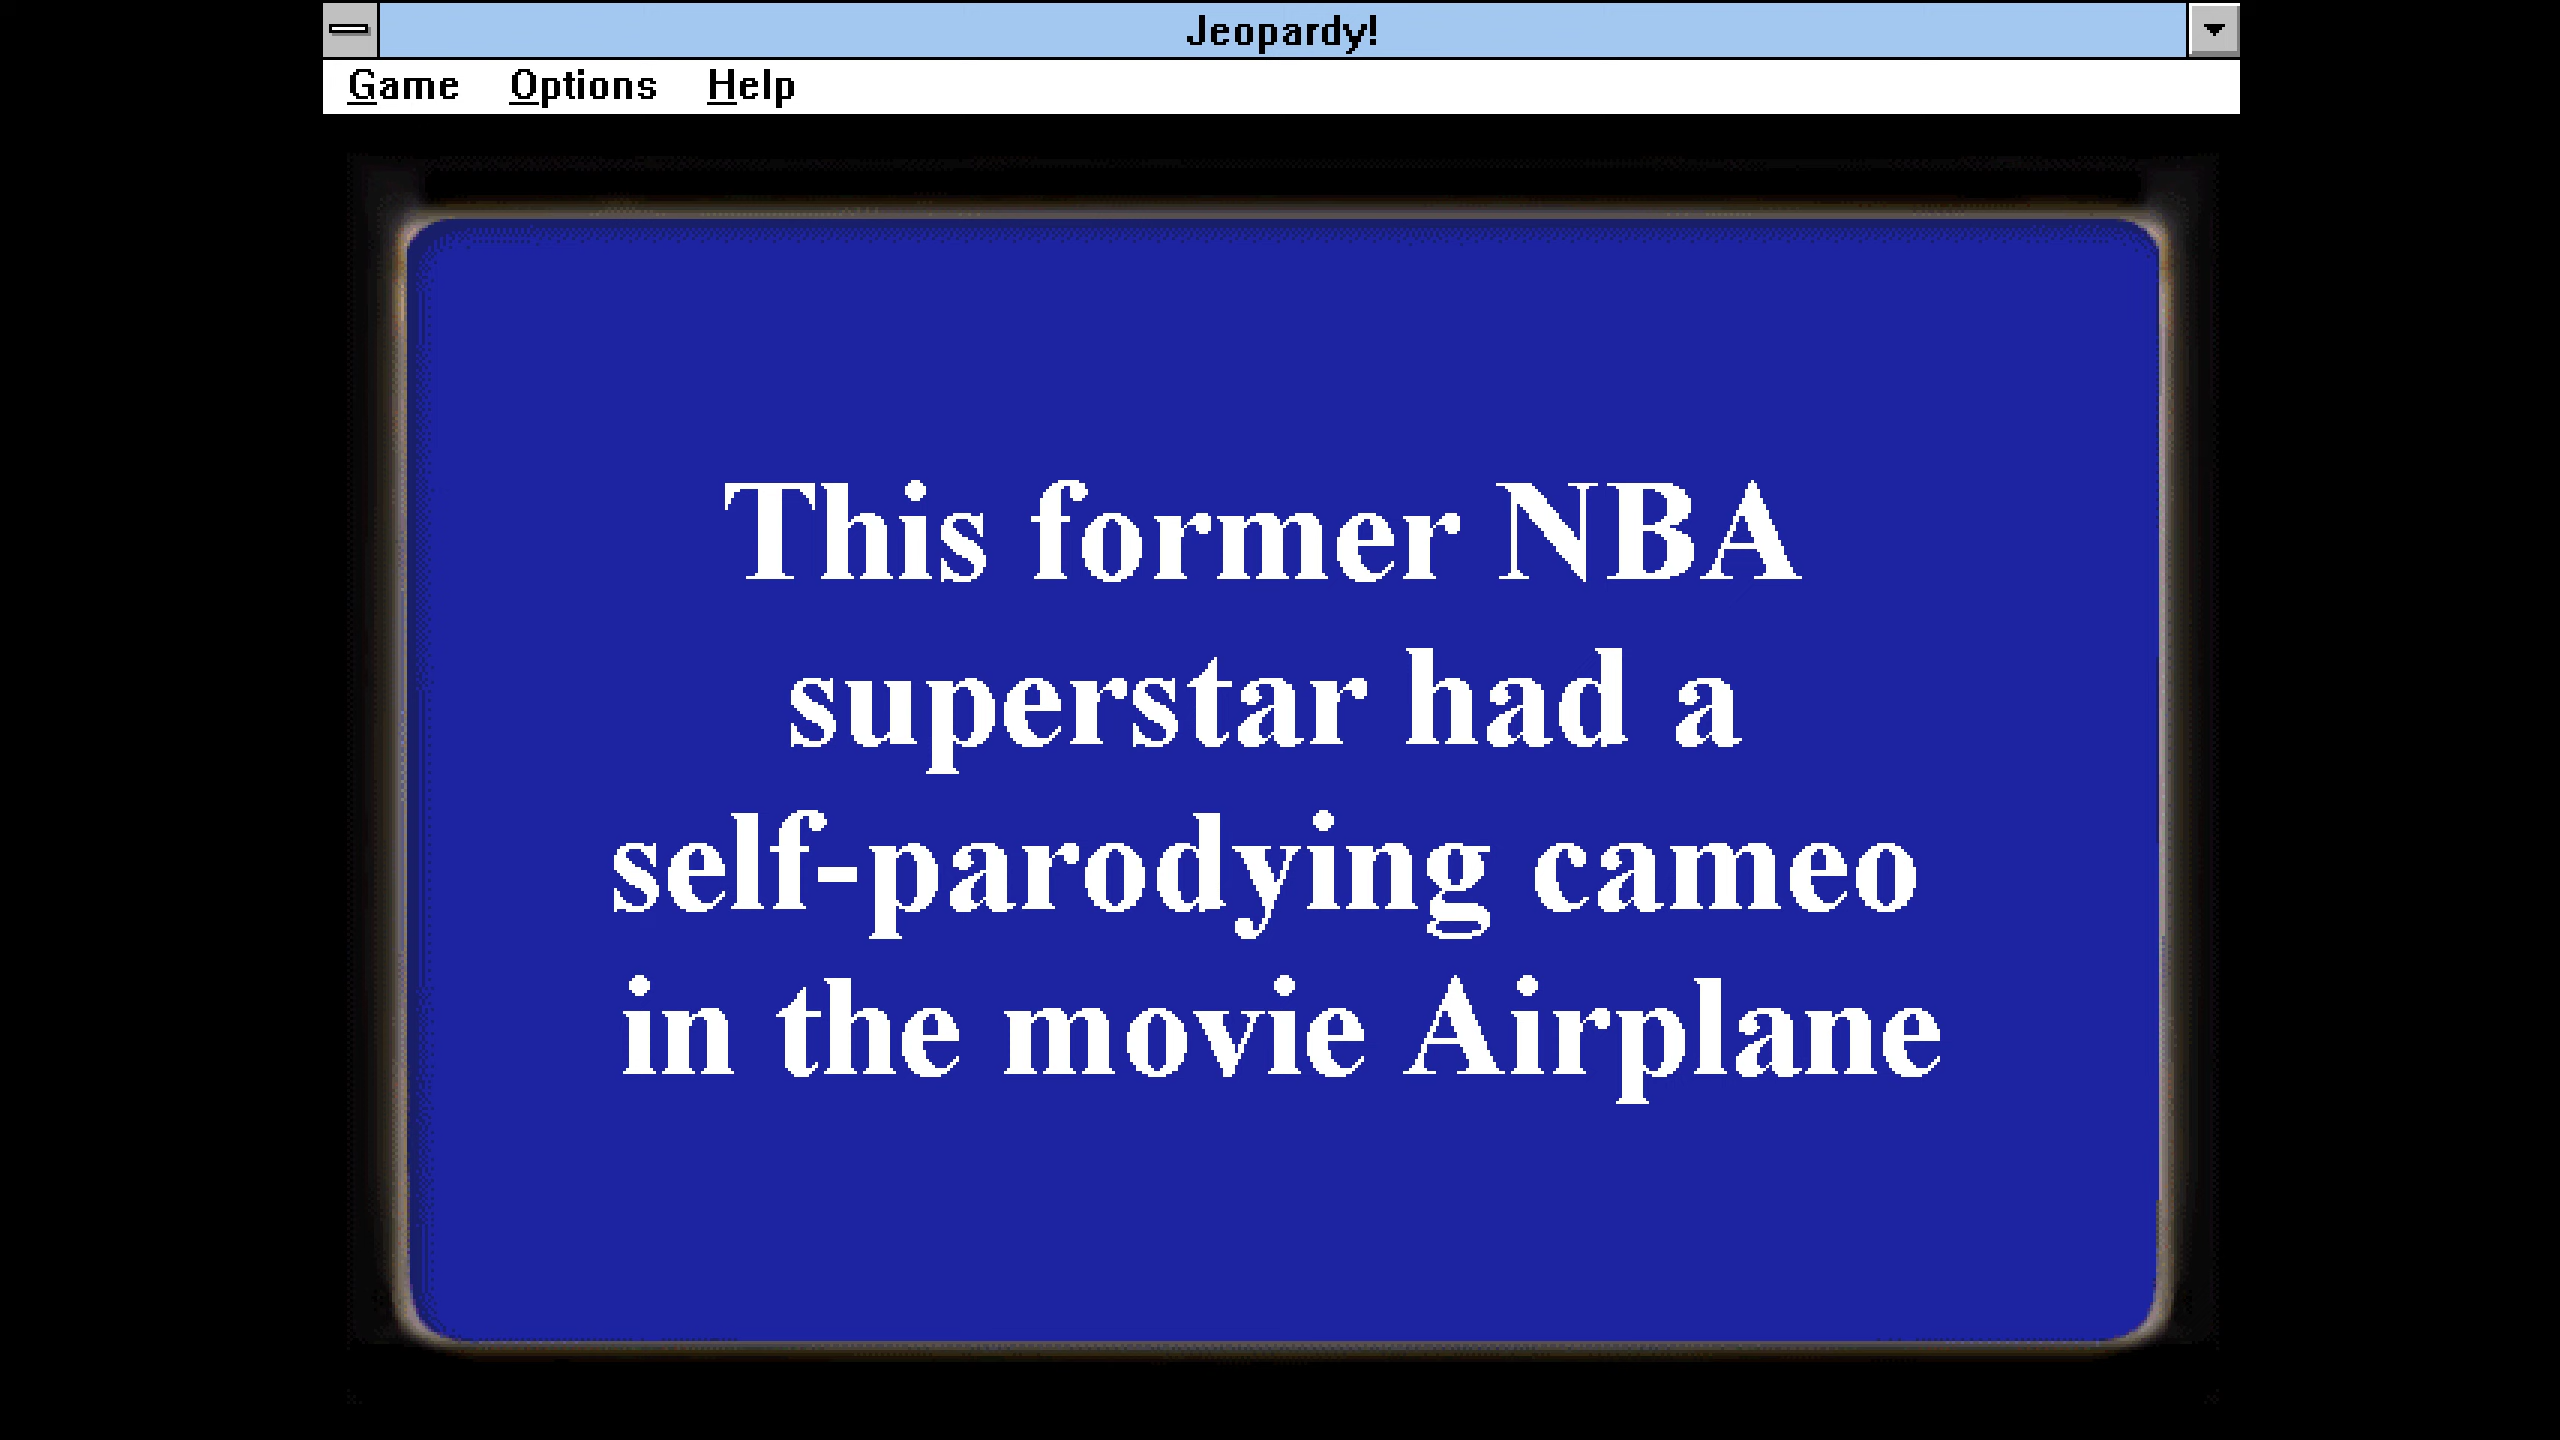 Jeopardy!
Game Options Help
This former NBA
superstar had a
self-parodying cameo
in the movie Airplane